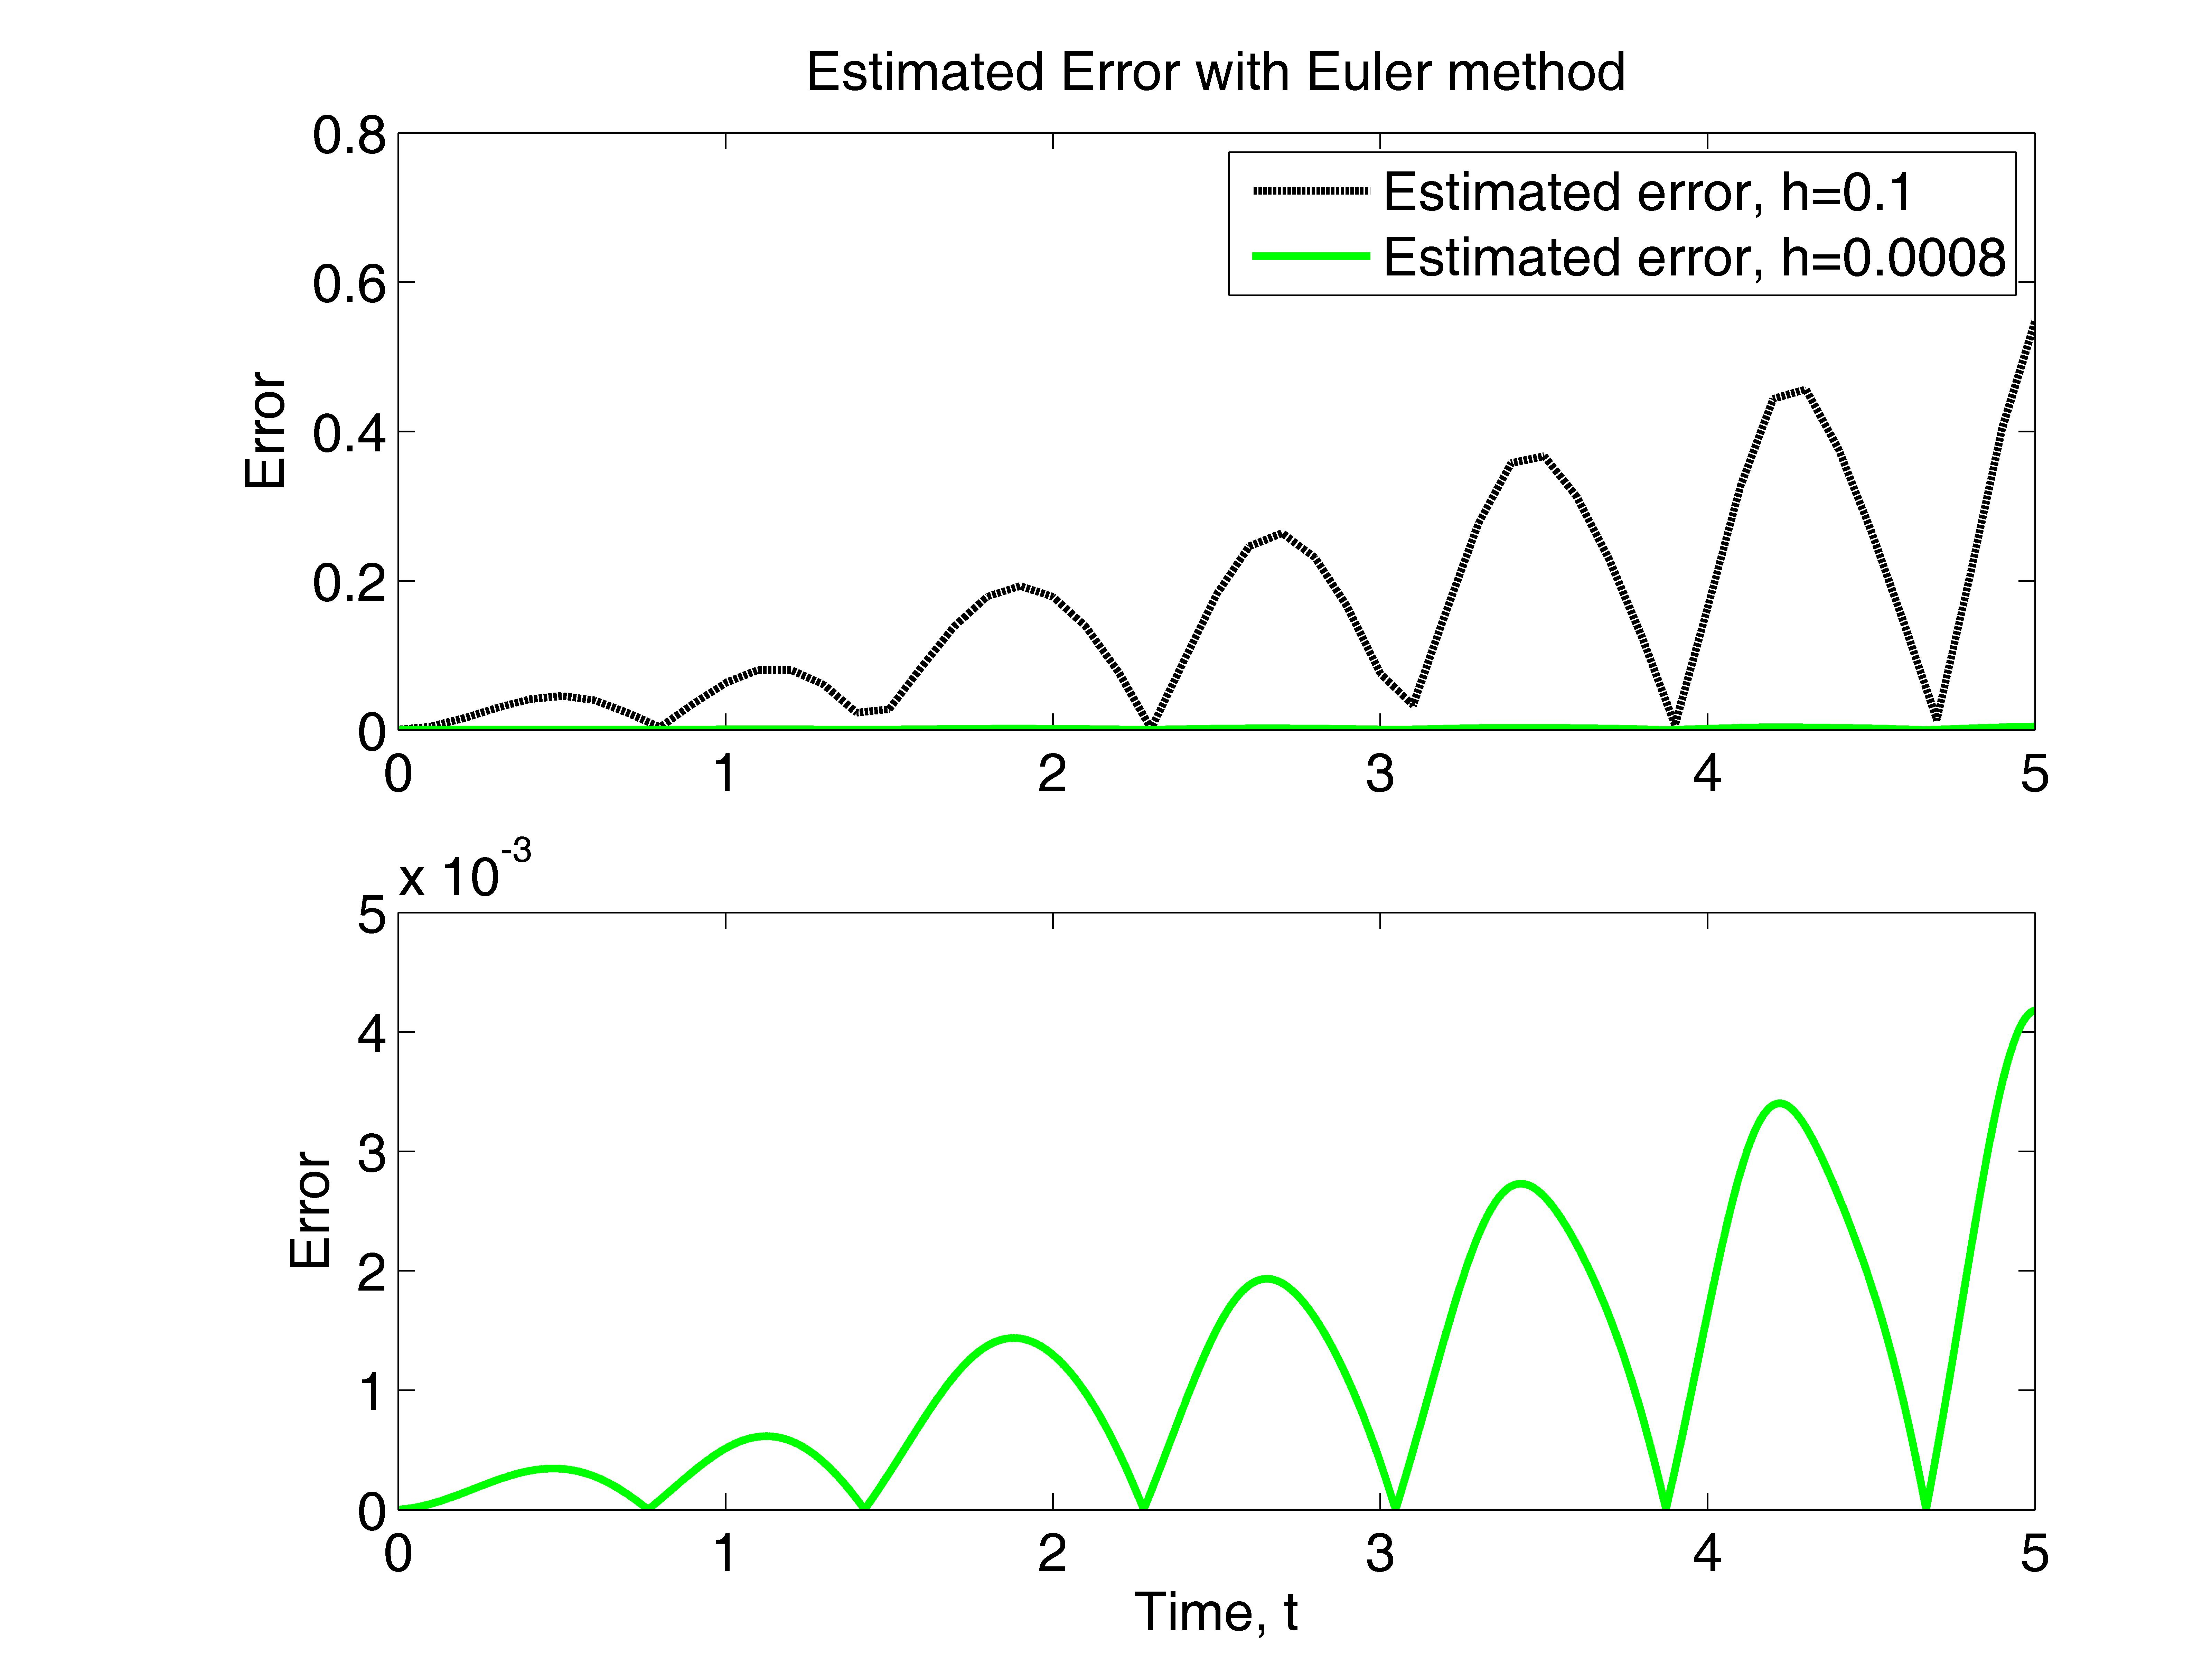 Estimated Error with Euler method
0.8
Estimated error, h=0.1
Estimated error, h=0.0008
0.6
0.4
0.2
0
Error
0 1 2 3 4 5
x 10^-3
5
4
3
2
1
0
Error
0 1 2 3 4 5
Time, t